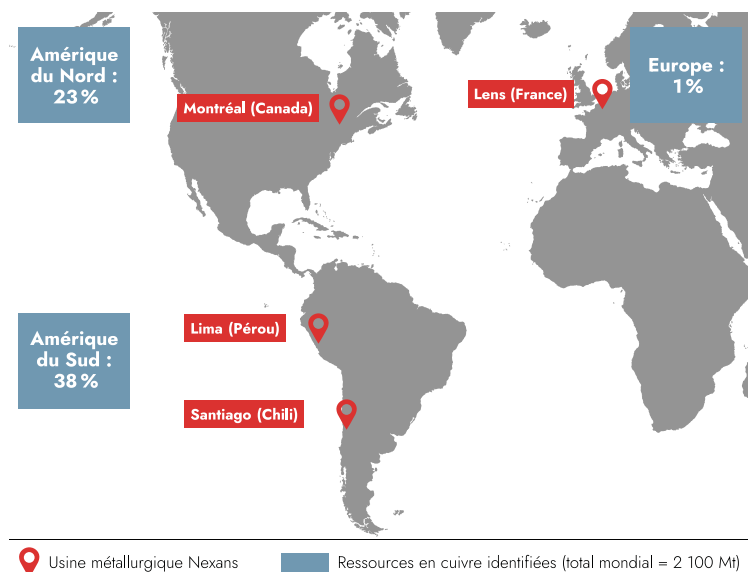 Amérique
du Nord :
23 %
Montréal (Canada)
Lens (France)
Europe :
1 %
Lima (Pérou)
Amérique
du Sud :
38 %
Santiago (Chili)
Usine métallurgique Nexans
Ressources en cuivre identifiées (total mondial = 2 100 Mt)